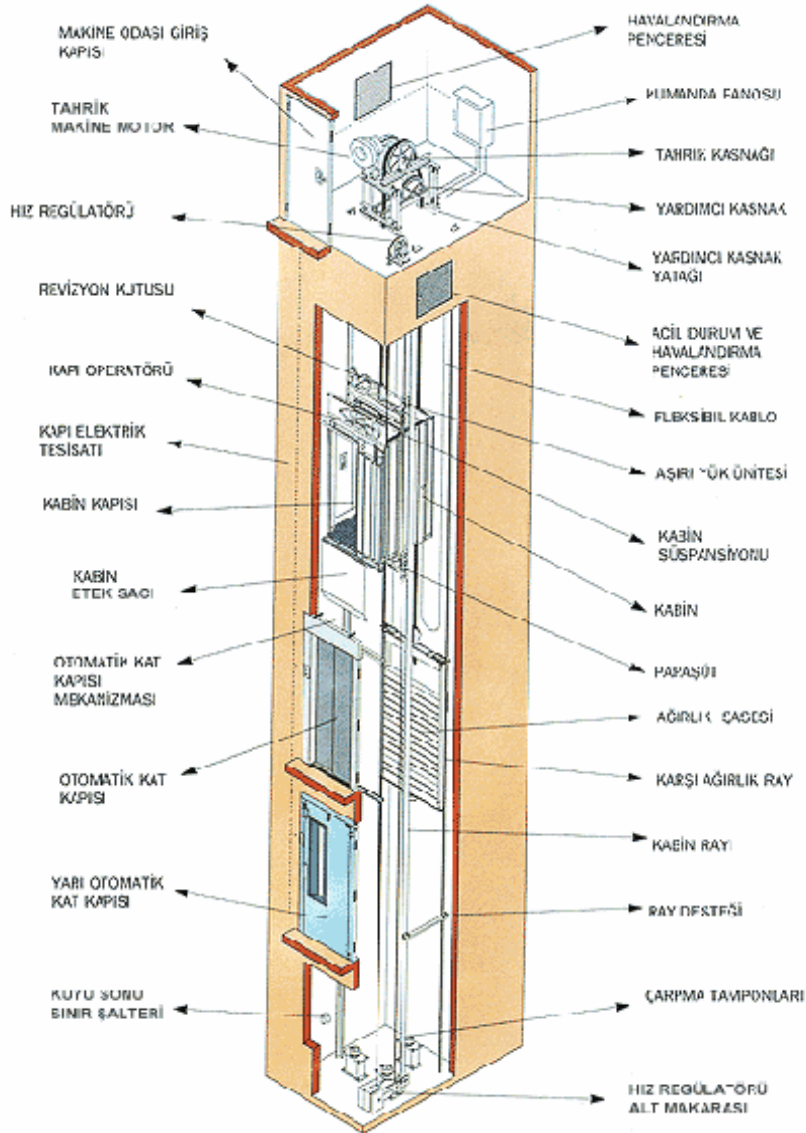 MAKİNE ODASI GİRİŞ
KAPISI
TAHRİK
MAKİNE MOTOR
HIZ REGÜLATÖRÜ
REVİZYON KUTUSU
KAPI OPERATÖRÜ
KAPI ELEKTRİK
TESİSATI
KABİN KAPISI
KABİN
ETEK SACI
OTOMATİK KAT
KAPISI
MEKANİZMASI
OTOMATİK KAT
KAPISI
YARI OTOMATİK
KAT KAPISI
KUYU SONU
SINIR ŞALTERİ
HAVALANDIRMA
PENCERESİ
KUMANDA PANOSU
TAHRİK KASNAĞI
YARDIMCI KASNAK
YARDIMCI KASNAK
YATAĞI
ACİL DURUM VE
HAVALANDIRMA
PENCERESİ
FLEKSİBIL KABLO
AŞIRI YÜK ÜNİTESİ
KABİN
SÜSPANSİYONU
KABİN
PARAŞÜT
AĞIRLIK ŞASESİ
KARŞI AĞIRLIK RAY
KABİN RAYI
RAY DESTEĞİ
ÇARPMA TAMPONLARI
HIZ REGÜLATÖRÜ
ALT MAKARASI